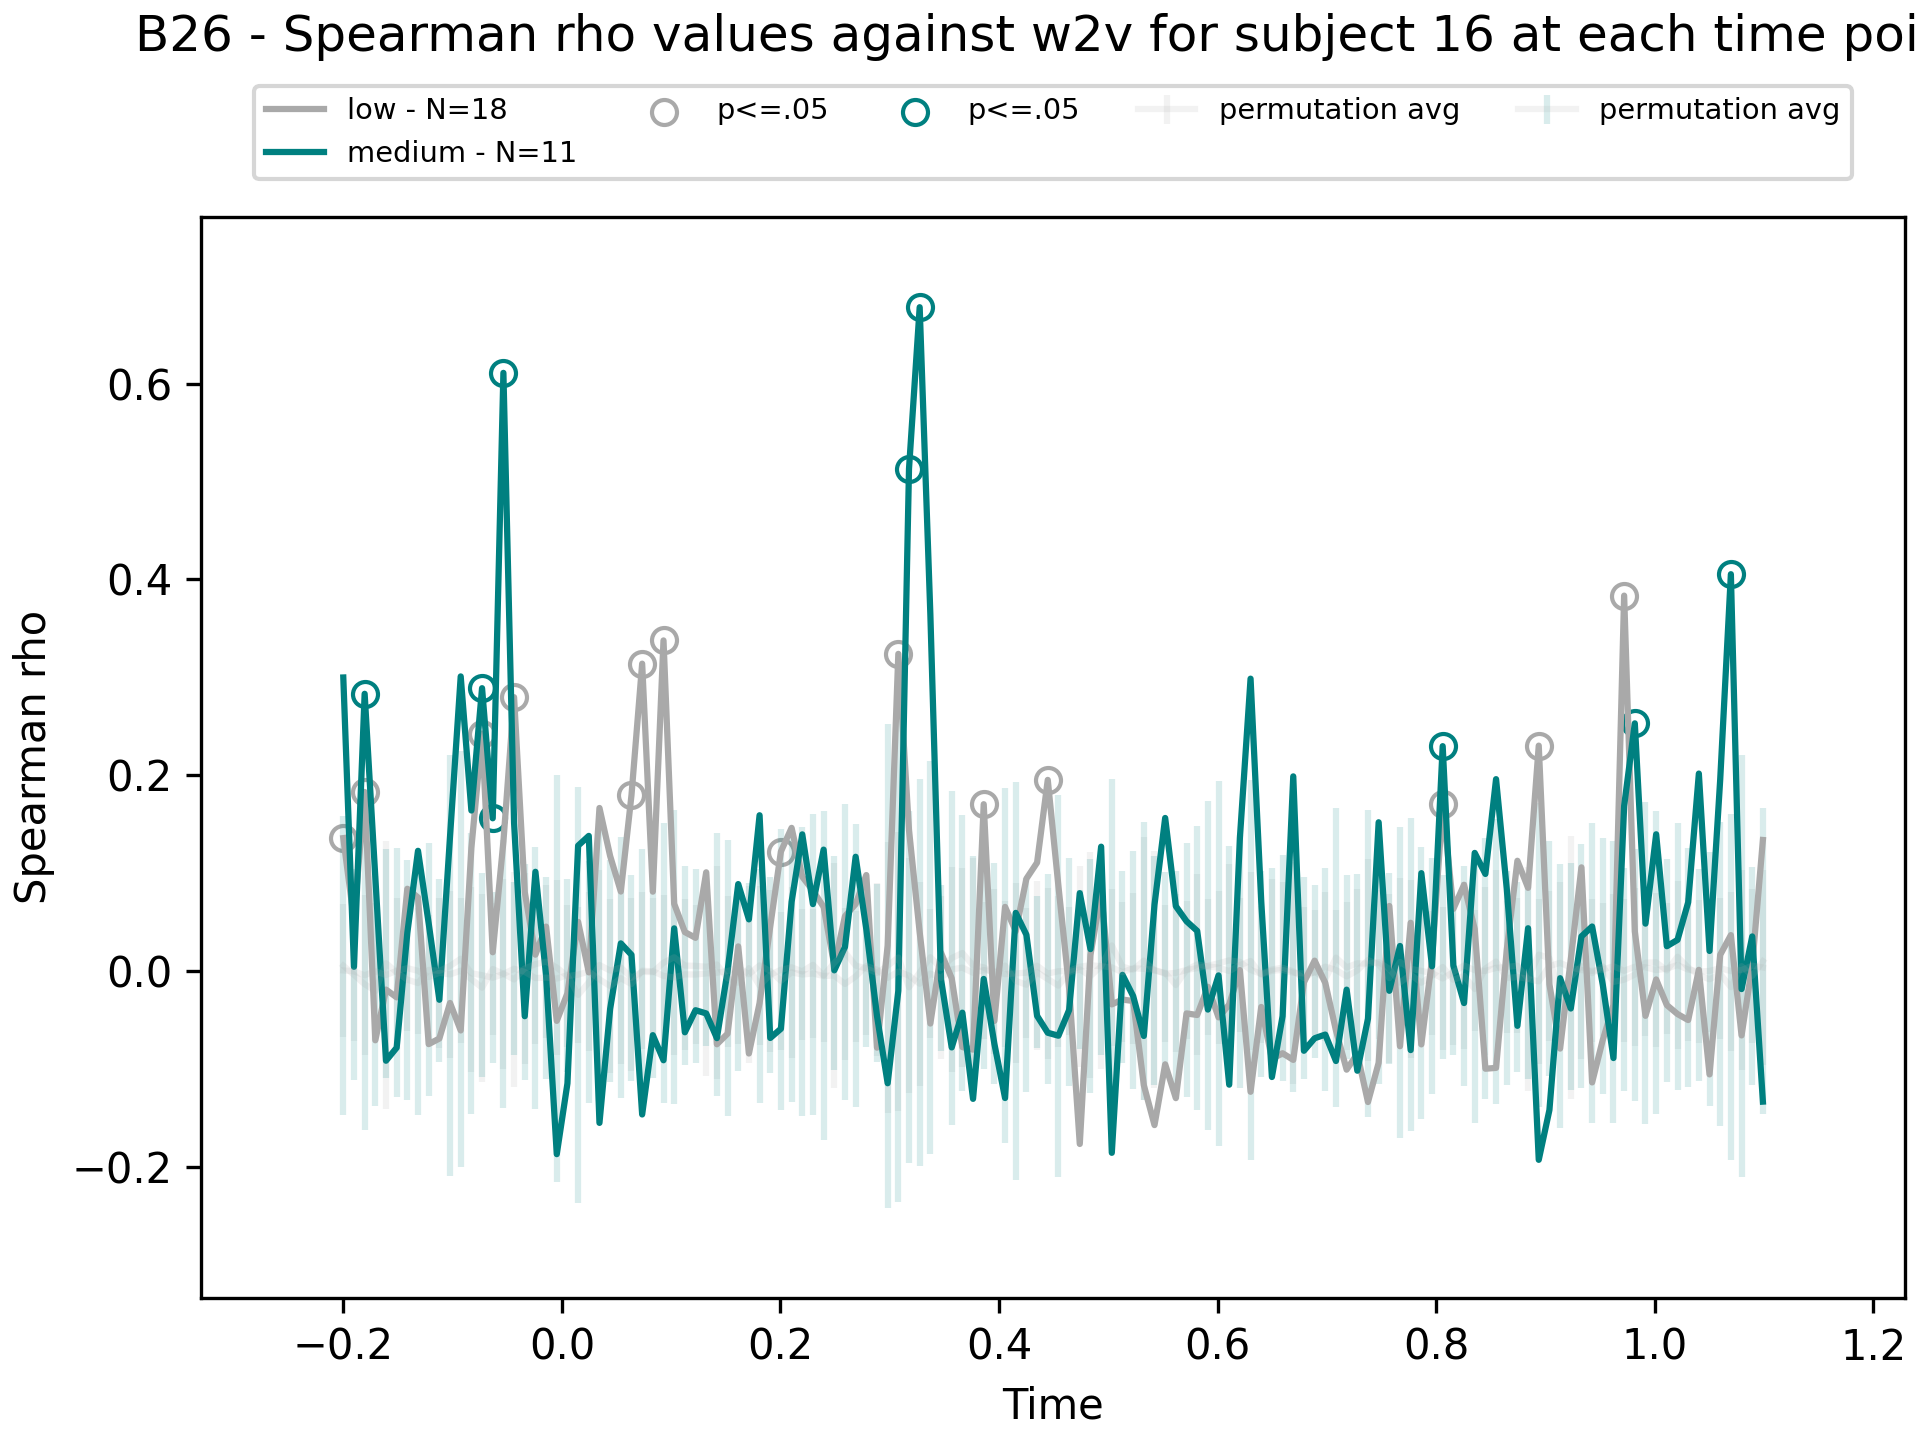 B26 - Spearman rho values against w2v for subject 16 at each time poi
low - N=18 p<=.05 p<=.05 permutation avg permutation avg
medium - N=11
Spearman rho
0.6
0.4
0.2
0.0
−0.2
−0.2 0.0 0.2 0.4 0.6 0.8 1.0 1.2
Time